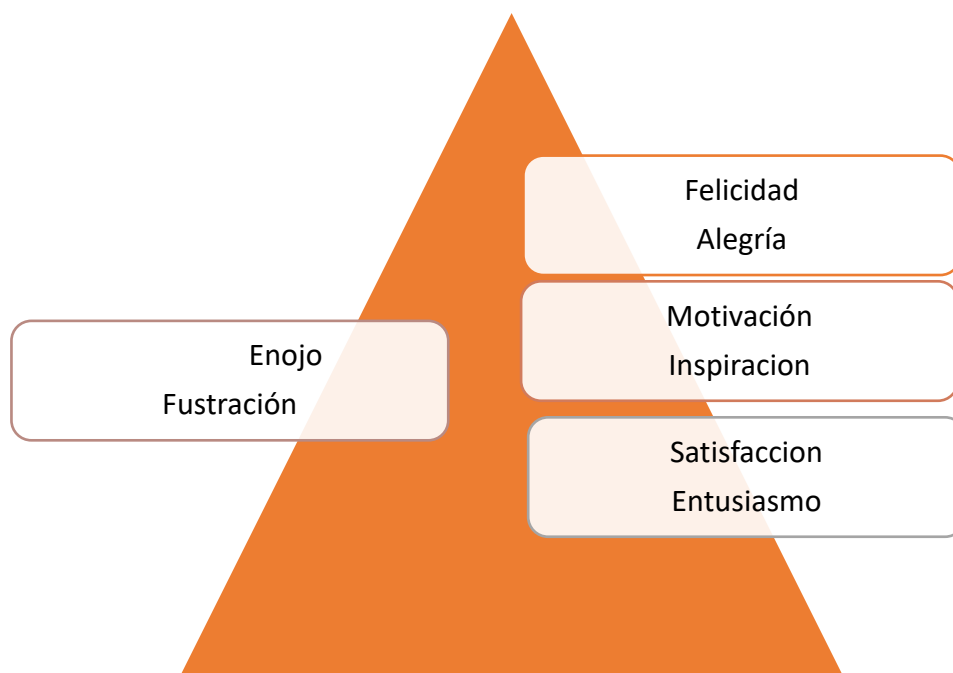 Felicidad
Alegría
Motivación
Inspiracion
Enojo
Fustración
Satisfaccion
Entusiasmo